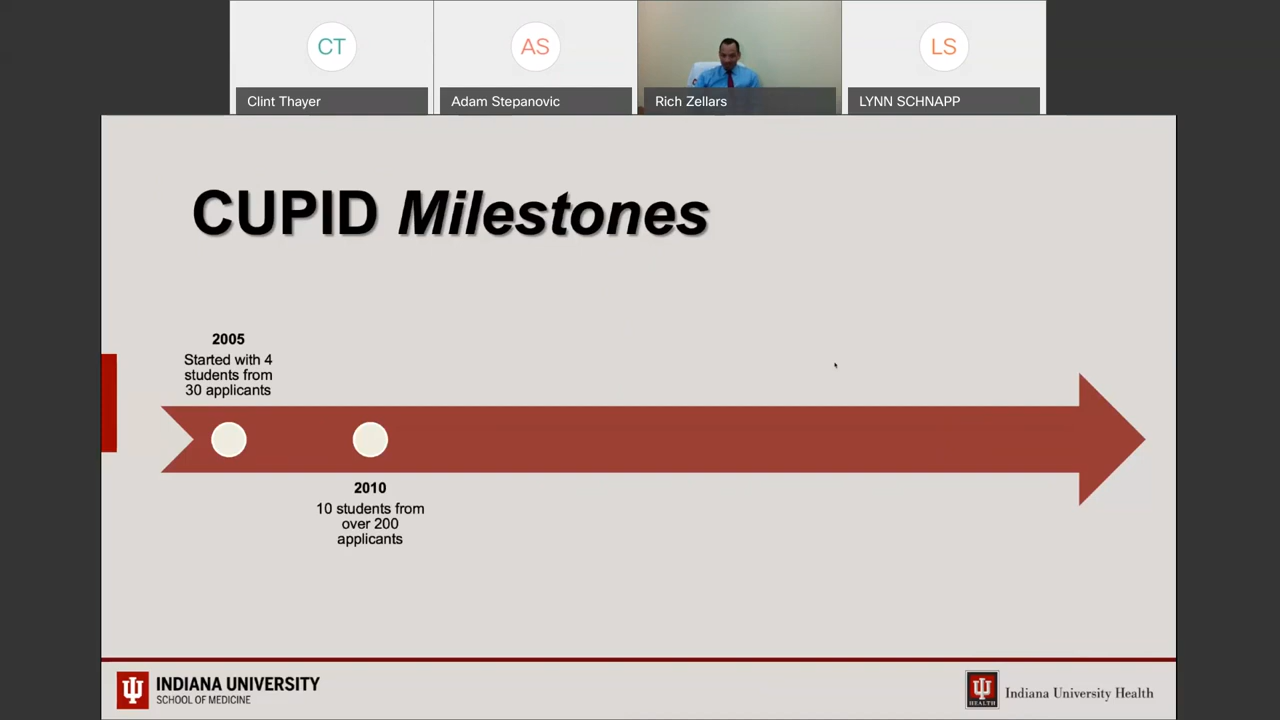 CT
AS
LS
Clint Thayer
Adam Stepanovic
Rich Zellars
LYNN SCHNAPP
CUPID Milestones
2005
Started with 4
students from
30 applicants
2010
10 students from
over 200
applicants
INDIANA UNIVERSITY
SCHOOL OF MEDICINE
HEALTH
Indiana University Health